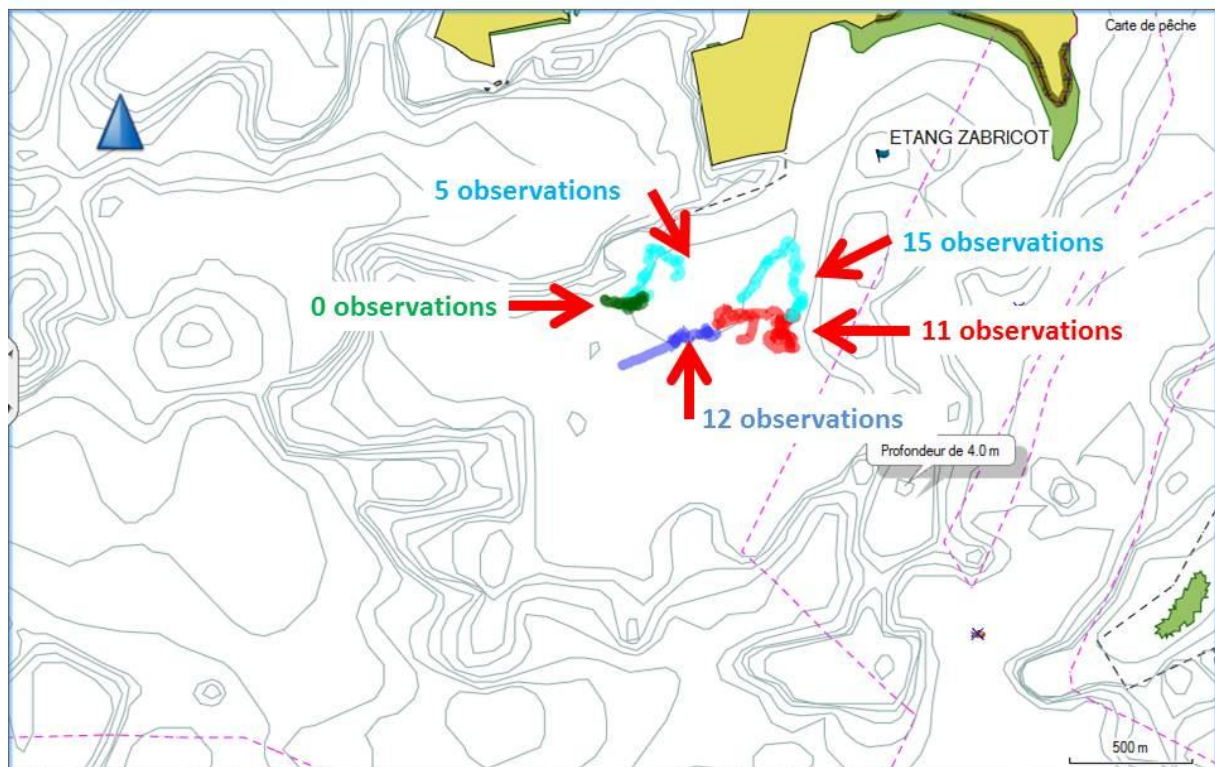 Carte de pêche
ETANG ZABRICOT
5 observations
15 observations
0 observations
11 observations
12 observations
Profondeur de 4.0 m
500 m